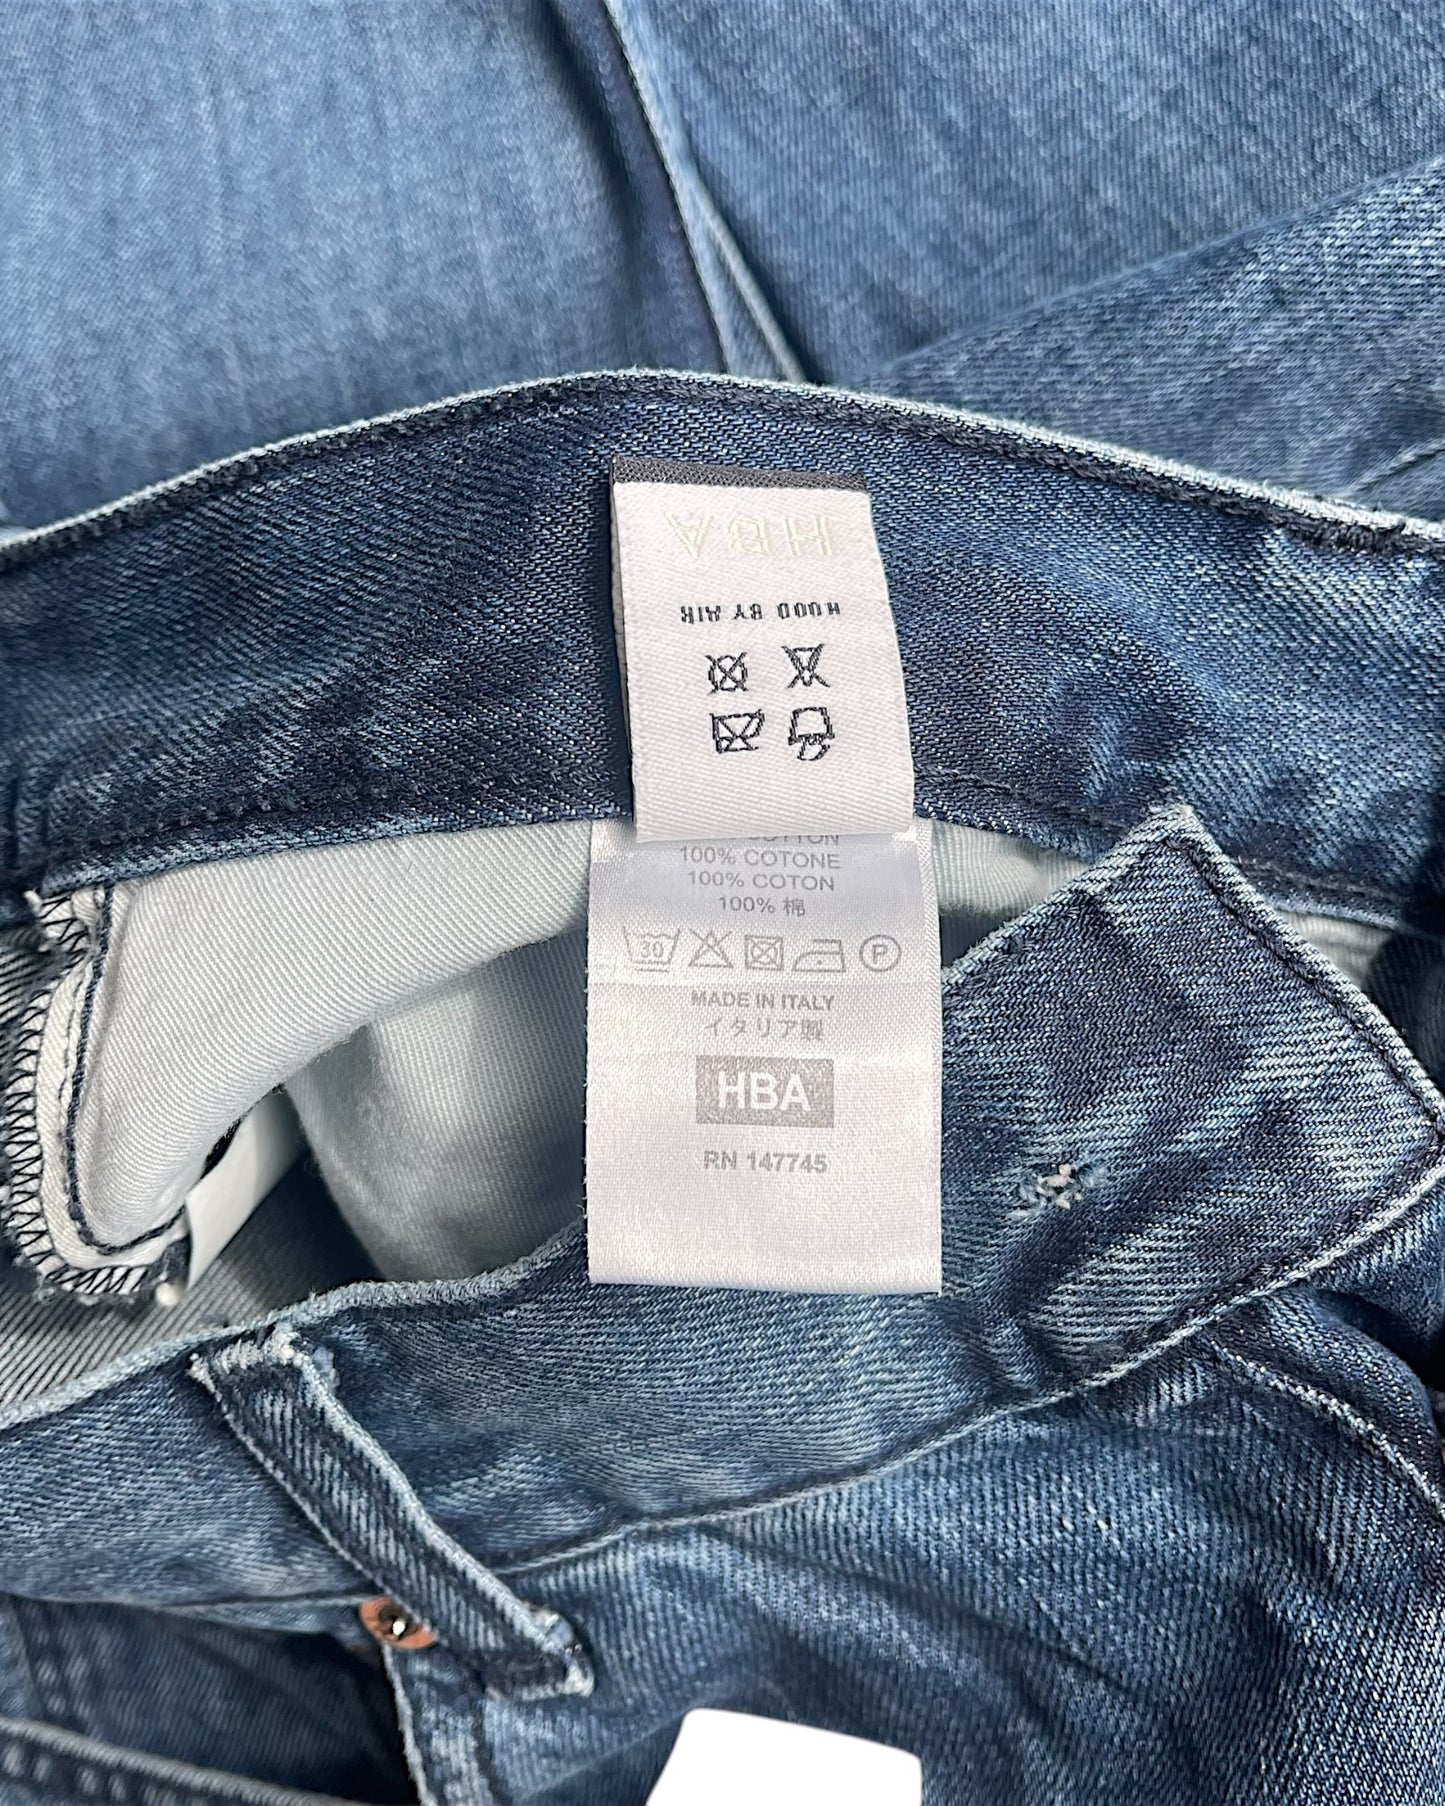 HBA
HOOD BY AIR
COTTON
100% COTONE
100% COTON
100% 棉
30 P
MADE IN ITALY
イタリア製
HBA
RN 147745